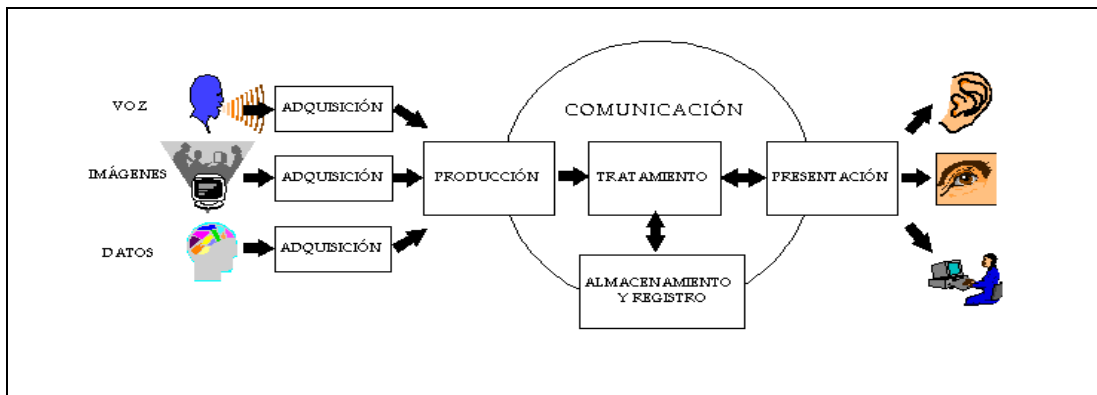 VOZ
ADQUISICIÓN
COMUNICACIÓN
IMÁGENES
ADQUISICIÓN
PRODUCCIÓN
TRATAMIENTO
PRESENTACIÓN
DATOS
ADQUISICIÓN
ALMACENAMIENTO
Y REGISTRO